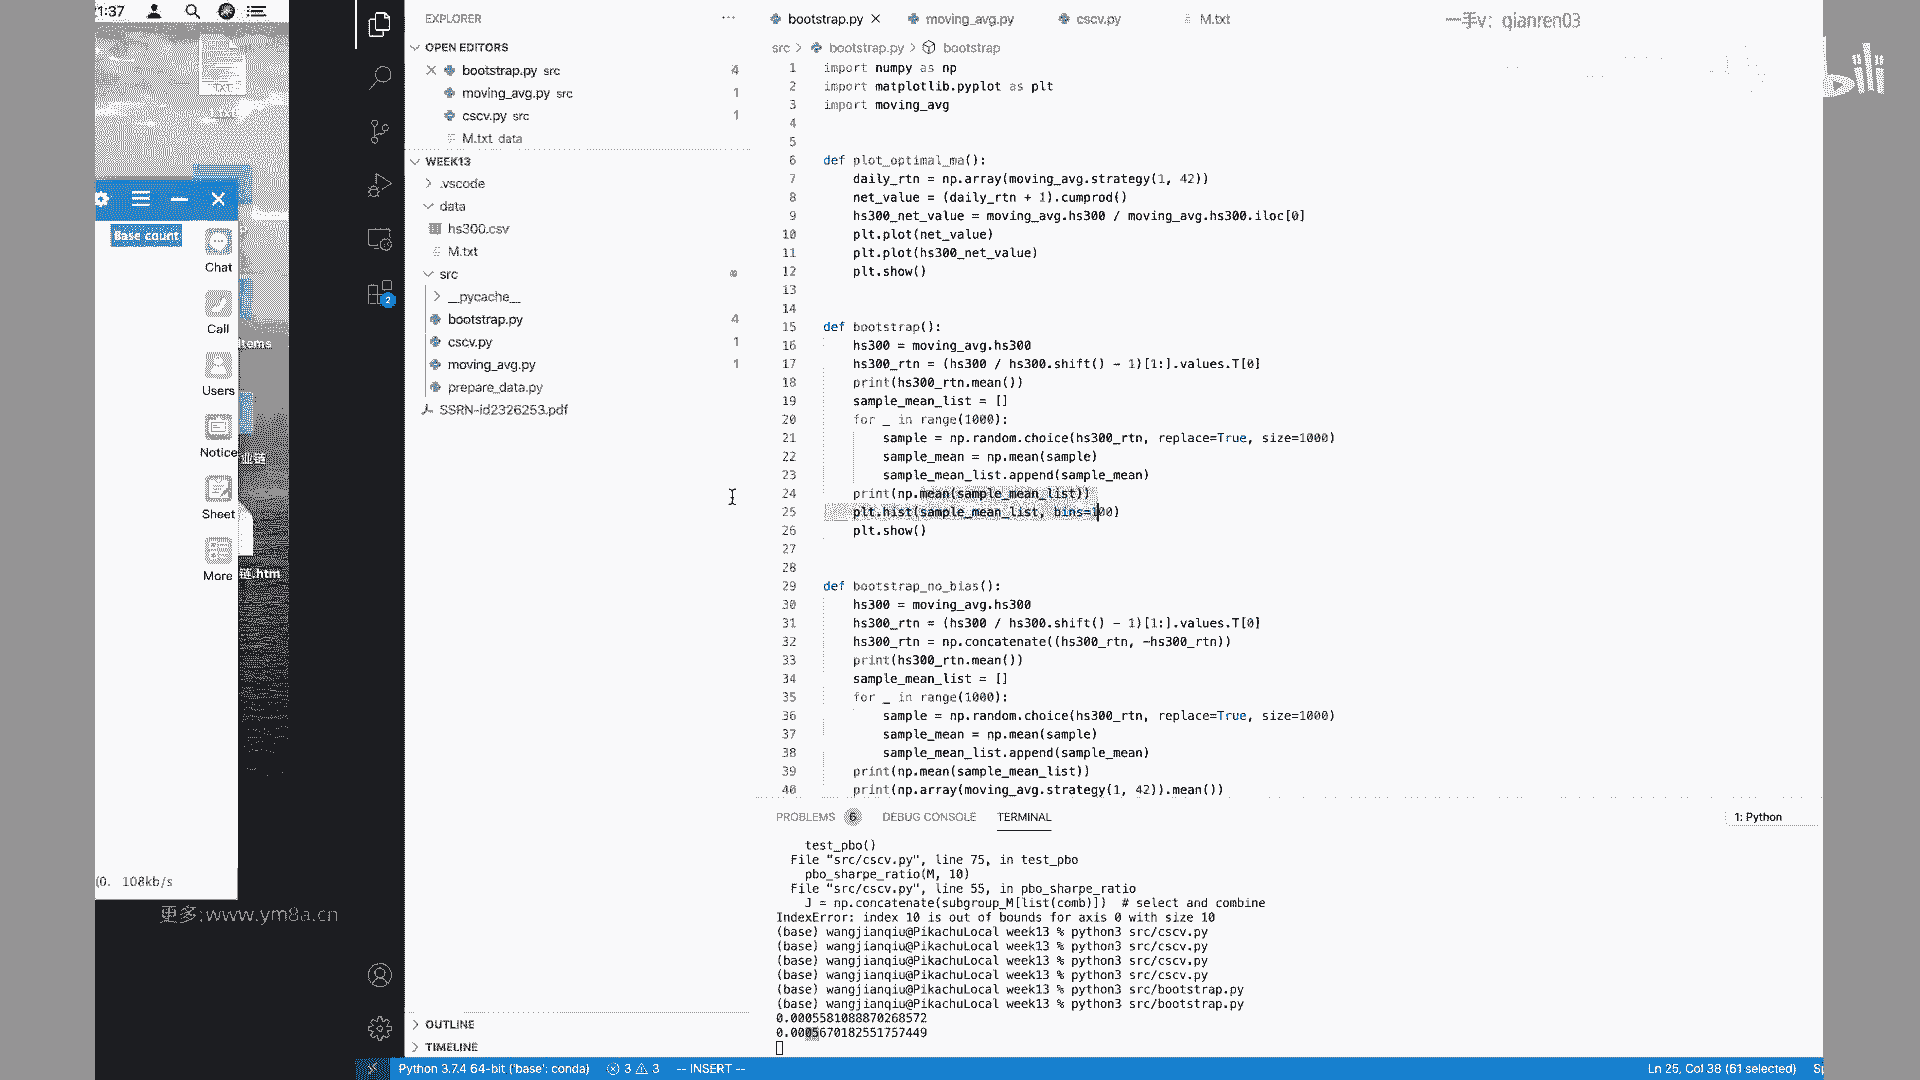 1:37
TXT
Base count
Chat
Call
Items
Users
Notice
业链
Sheet
More
链.htm
108kb/s
更多:www.ym8a.cn
EXPLORER
OPEN EDITORS
bootstrap.py src 4
moving_avg.py src 1
cscv.py src 1
M.txt data
WEEK13
.vscode
data
hs300.csv
M.txt
src
__pycache__
bootstrap.py 4
cscv.py 1
moving_avg.py 1
prepare_data.py
SSRN-id2326253.pdf
2
OUTLINE
TIMELINE
bootstrap.py
moving_avg.py
cscv.py
M.txt
一手v: qianren03
bili
src > bootstrap.py > bootstrap
1 import numpy as np
2 import matplotlib.pyplot as plt
3 import moving_avg
4
5
6 def plot_optimal_ma():
7 daily_rtn = np.array(moving_avg.strategy(1, 42))
8 net_value = (daily_rtn + 1).cumprod()
9 hs300_net_value = moving_avg.hs300 / moving_avg.hs300.iloc[0]
10 plt.plot(net_value)
11 plt.plot(hs300_net_value)
12 plt.show()
13
14
15 def bootstrap():
16 hs300 = moving_avg.hs300
17 hs300_rtn = (hs300 / hs300.shift() - 1)[1:].values.T[0]
18 print(hs300_rtn.mean())
19 sample_mean_list = []
20 for _ in range(1000):
21 sample = np.random.choice(hs300_rtn, replace=True, size=1000)
22 sample_mean = np.mean(sample)
23 sample_mean_list.append(sample_mean)
24 print(np.mean(sample_mean_list))
25 plt.hist(sample_mean_list, bins=100)
26 plt.show()
27
28
29 def bootstrap_no_bias():
30 hs300 = moving_avg.hs300
31 hs300_rtn = (hs300 / hs300.shift() - 1)[1:].values.T[0]
32 hs300_rtn = np.concatenate((hs300_rtn, -hs300_rtn))
33 print(hs300_rtn.mean())
34 sample_mean_list = []
35 for _ in range(1000):
36 sample = np.random.choice(hs300_rtn, replace=True, size=1000)
37 sample_mean = np.mean(sample)
38 sample_mean_list.append(sample_mean)
39 print(np.mean(sample_mean_list))
40 print(np.array(moving_avg.strategy(1, 42)).mean())
PROBLEMS 6 DEBUG CONSOLE TERMINAL 1: Python
test_pbo()
File "src/cscv.py", line 75, in test_pbo
pbo_sharpe_ratio(M, 10)
File "src/cscv.py", line 55, in pbo_sharpe_ratio
J = np.concatenate(subgroup_M[list(comb)]) # select and combine
IndexError: index 10 is out of bounds for axis 0 with size 10
(base) wangjianqiu@PikachuLocal week13 % python3 src/cscv.py
(base) wangjianqiu@PikachuLocal week13 % python3 src/cscv.py
(base) wangjianqiu@PikachuLocal week13 % python3 src/cscv.py
(base) wangjianqiu@PikachuLocal week13 % python3 src/cscv.py
(base) wangjianqiu@PikachuLocal week13 % python3 src/bootstrap.py
(base) wangjianqiu@PikachuLocal week13 % python3 src/bootstrap.py
0.0005581088870268572
0.0005670182551757449
Python 3.7.4 64-bit ('base': conda) 3 3 -- INSERT -- Ln 25, Col 38 (61 selected)